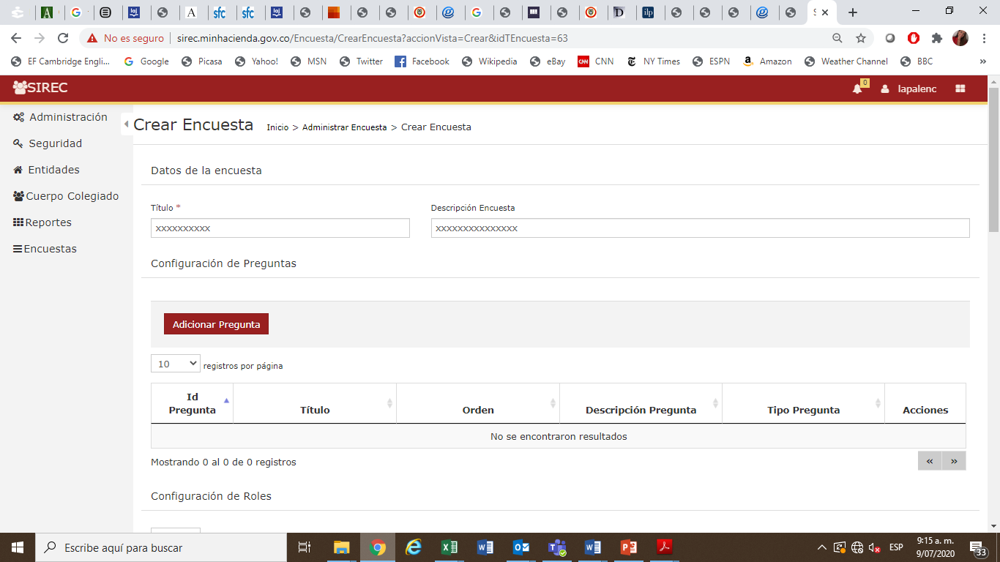 No es seguro | sirec.minhacienda.gov.co/Encuesta/CrearEncuesta?accionVista=Crear&idTEncuesta=63
EF Cambridge Engli... Google Picasa Yahoo! MSN Twitter Facebook Wikipedia eBay CNN NY Times ESPN Amazon Weather Channel BBC »
SIREC 0 lapalenc
Administración
Seguridad
Entidades
Cuerpo Colegiado
Reportes
Encuestas
Crear Encuesta Inicio > Administrar Encuesta > Crear Encuesta
Datos de la encuesta
Título * Descripción Encuesta
xxxxxxxxxx xxxxxxxxxxxxxxx
Configuración de Preguntas
Adicionar Pregunta
10 registros por página
Id Pregunta Título Orden Descripción Pregunta Tipo Pregunta Acciones
No se encontraron resultados
Mostrando 0 al 0 de 0 registros « »
Configuración de Roles
Escribe aquí para buscar ESP 9:15 a. m.
9/07/2020 33